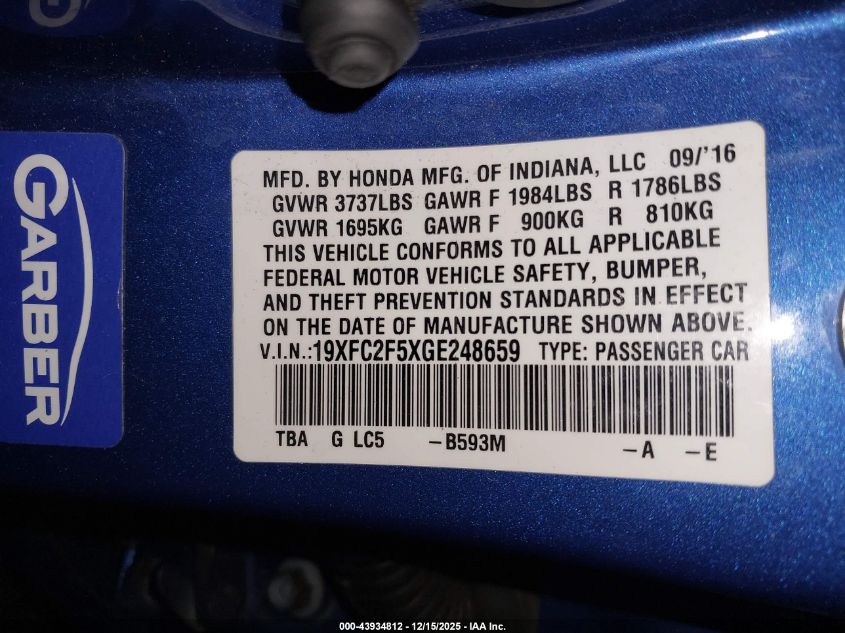 GARBER
MFD. BY HONDA MFG. OF INDIANA, LLC 09/'16
GVWR 3737LBS GAWR F 1984LBS R 1786LBS
GVWR 1695KG GAWR F 900KG R 810KG
THIS VEHICLE CONFORMS TO ALL APPLICABLE
FEDERAL MOTOR VEHICLE SAFETY, BUMPER,
AND THEFT PREVENTION STANDARDS IN EFFECT
ON THE DATE OF MANUFACTURE SHOWN ABOVE.
V.I.N.:19XFC2F5XGE248659 TYPE: PASSENGER CAR
TBA G LC5 -B593M -A -E
000-43934812 - 12/15/2025 - IAA Inc.